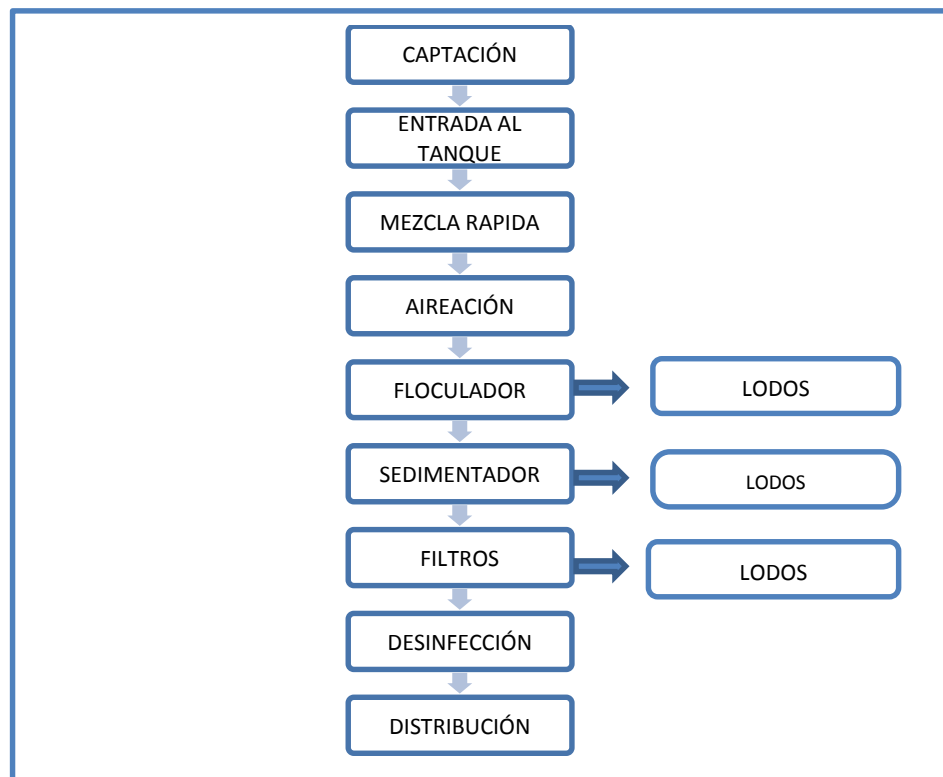 CAPTACIÓN
ENTRADA AL
TANQUE
MEZCLA RAPIDA
AIREACIÓN
FLOCULADOR
LODOS
SEDIMENTADOR
LODOS
FILTROS
LODOS
DESINFECCIÓN
DISTRIBUCIÓN